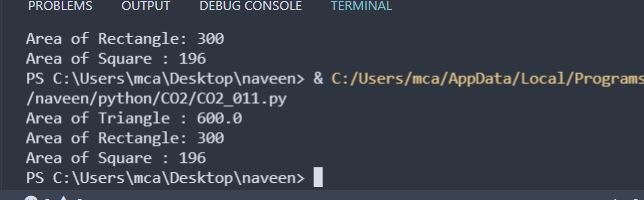 PROBLEMS OUTPUT DEBUG CONSOLE TERMINAL
Area of Rectangle: 300
Area of Square : 196
PS C:\Users\mca\Desktop\naveen> & C:/Users/mca/AppData/Local/Programs
/naveen/python/CO2/CO2_011.py
Area of Triangle : 600.0
Area of Rectangle: 300
Area of Square : 196
PS C:\Users\mca\Desktop\naveen>